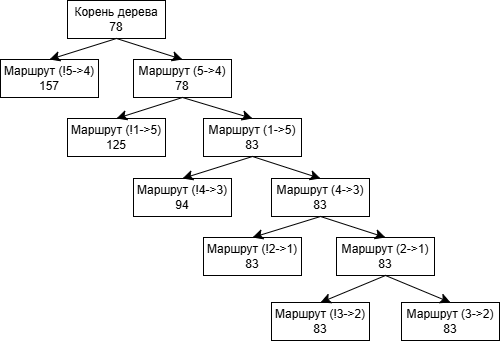 Корень дерева
78
Маршрут (!5->4)
157
Маршрут (5->4)
78
Маршрут (!1->5)
125
Маршрут (1->5)
83
Маршрут (!4->3)
94
Маршрут (4->3)
83
Маршрут (!2->1)
83
Маршрут (2->1)
83
Маршрут (!3->2)
83
Маршрут (3->2)
83